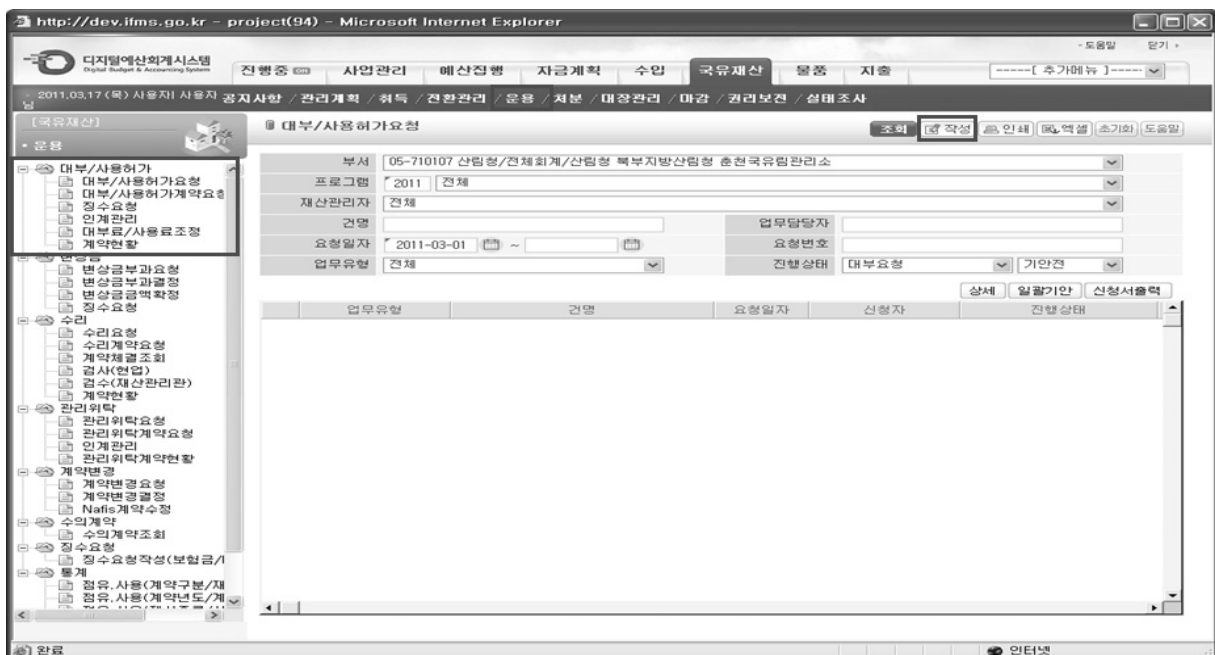 http://dev.ifms.go.kr - project(94) - Microsoft Internet Explorer
- 도움말 닫기
디지털예산회계시스템
Digital Budget & Accounting System
진행중 사업관리 예산집행 자금계획 수입 국유재산 물품 지출 -----[ 추가메뉴 ]-----
2011.03.17 (목) 사용자1 사용자님
공지사항 / 관리계획 / 취득 / 전환관리 / 운용 / 처분 / 대장관리 / 마감 / 권리보전 / 실태조사
[국유재산]
• 운용
대부/사용허가
대부/사용허가요청
대부/사용허가계약요청
징수요청
인계관리
대부료/사용료조정
계약현황
변상금
변상금부과요청
변상금부과결정
변상금금액확정
징수요청
수리
수리요청
수리계약요청
계약체결조회
검사(현업)
검수(재산관리관)
계약현황
관리위탁
관리위탁요청
관리위탁계약요청
인계관리
관리위탁계약현황
계약변경
계약변경요청
계약변경결정
Nafis계약수정
수의계약
수의계약조회
징수요청
징수요청작성(보험금/
통계
점유.사용(계약구분/재
점유.사용(계약년도/계
대부/사용허가요청
조회 작성 인쇄 엑셀 초기화 도움말
부서 05-710107 산림청/전체회계/산림청 북부지방산림청 춘천국유림관리소
프로그램 2011 전체
재산관리자 전체
건명 업무담당자
요청일자 2011-03-01 ~ 요청번호
업무유형 전체 진행상태 대부요청 기안전
상세 일괄기안 신청서출력
업무유형 건명 요청일자 신청자 진행상태
완료 인터넷